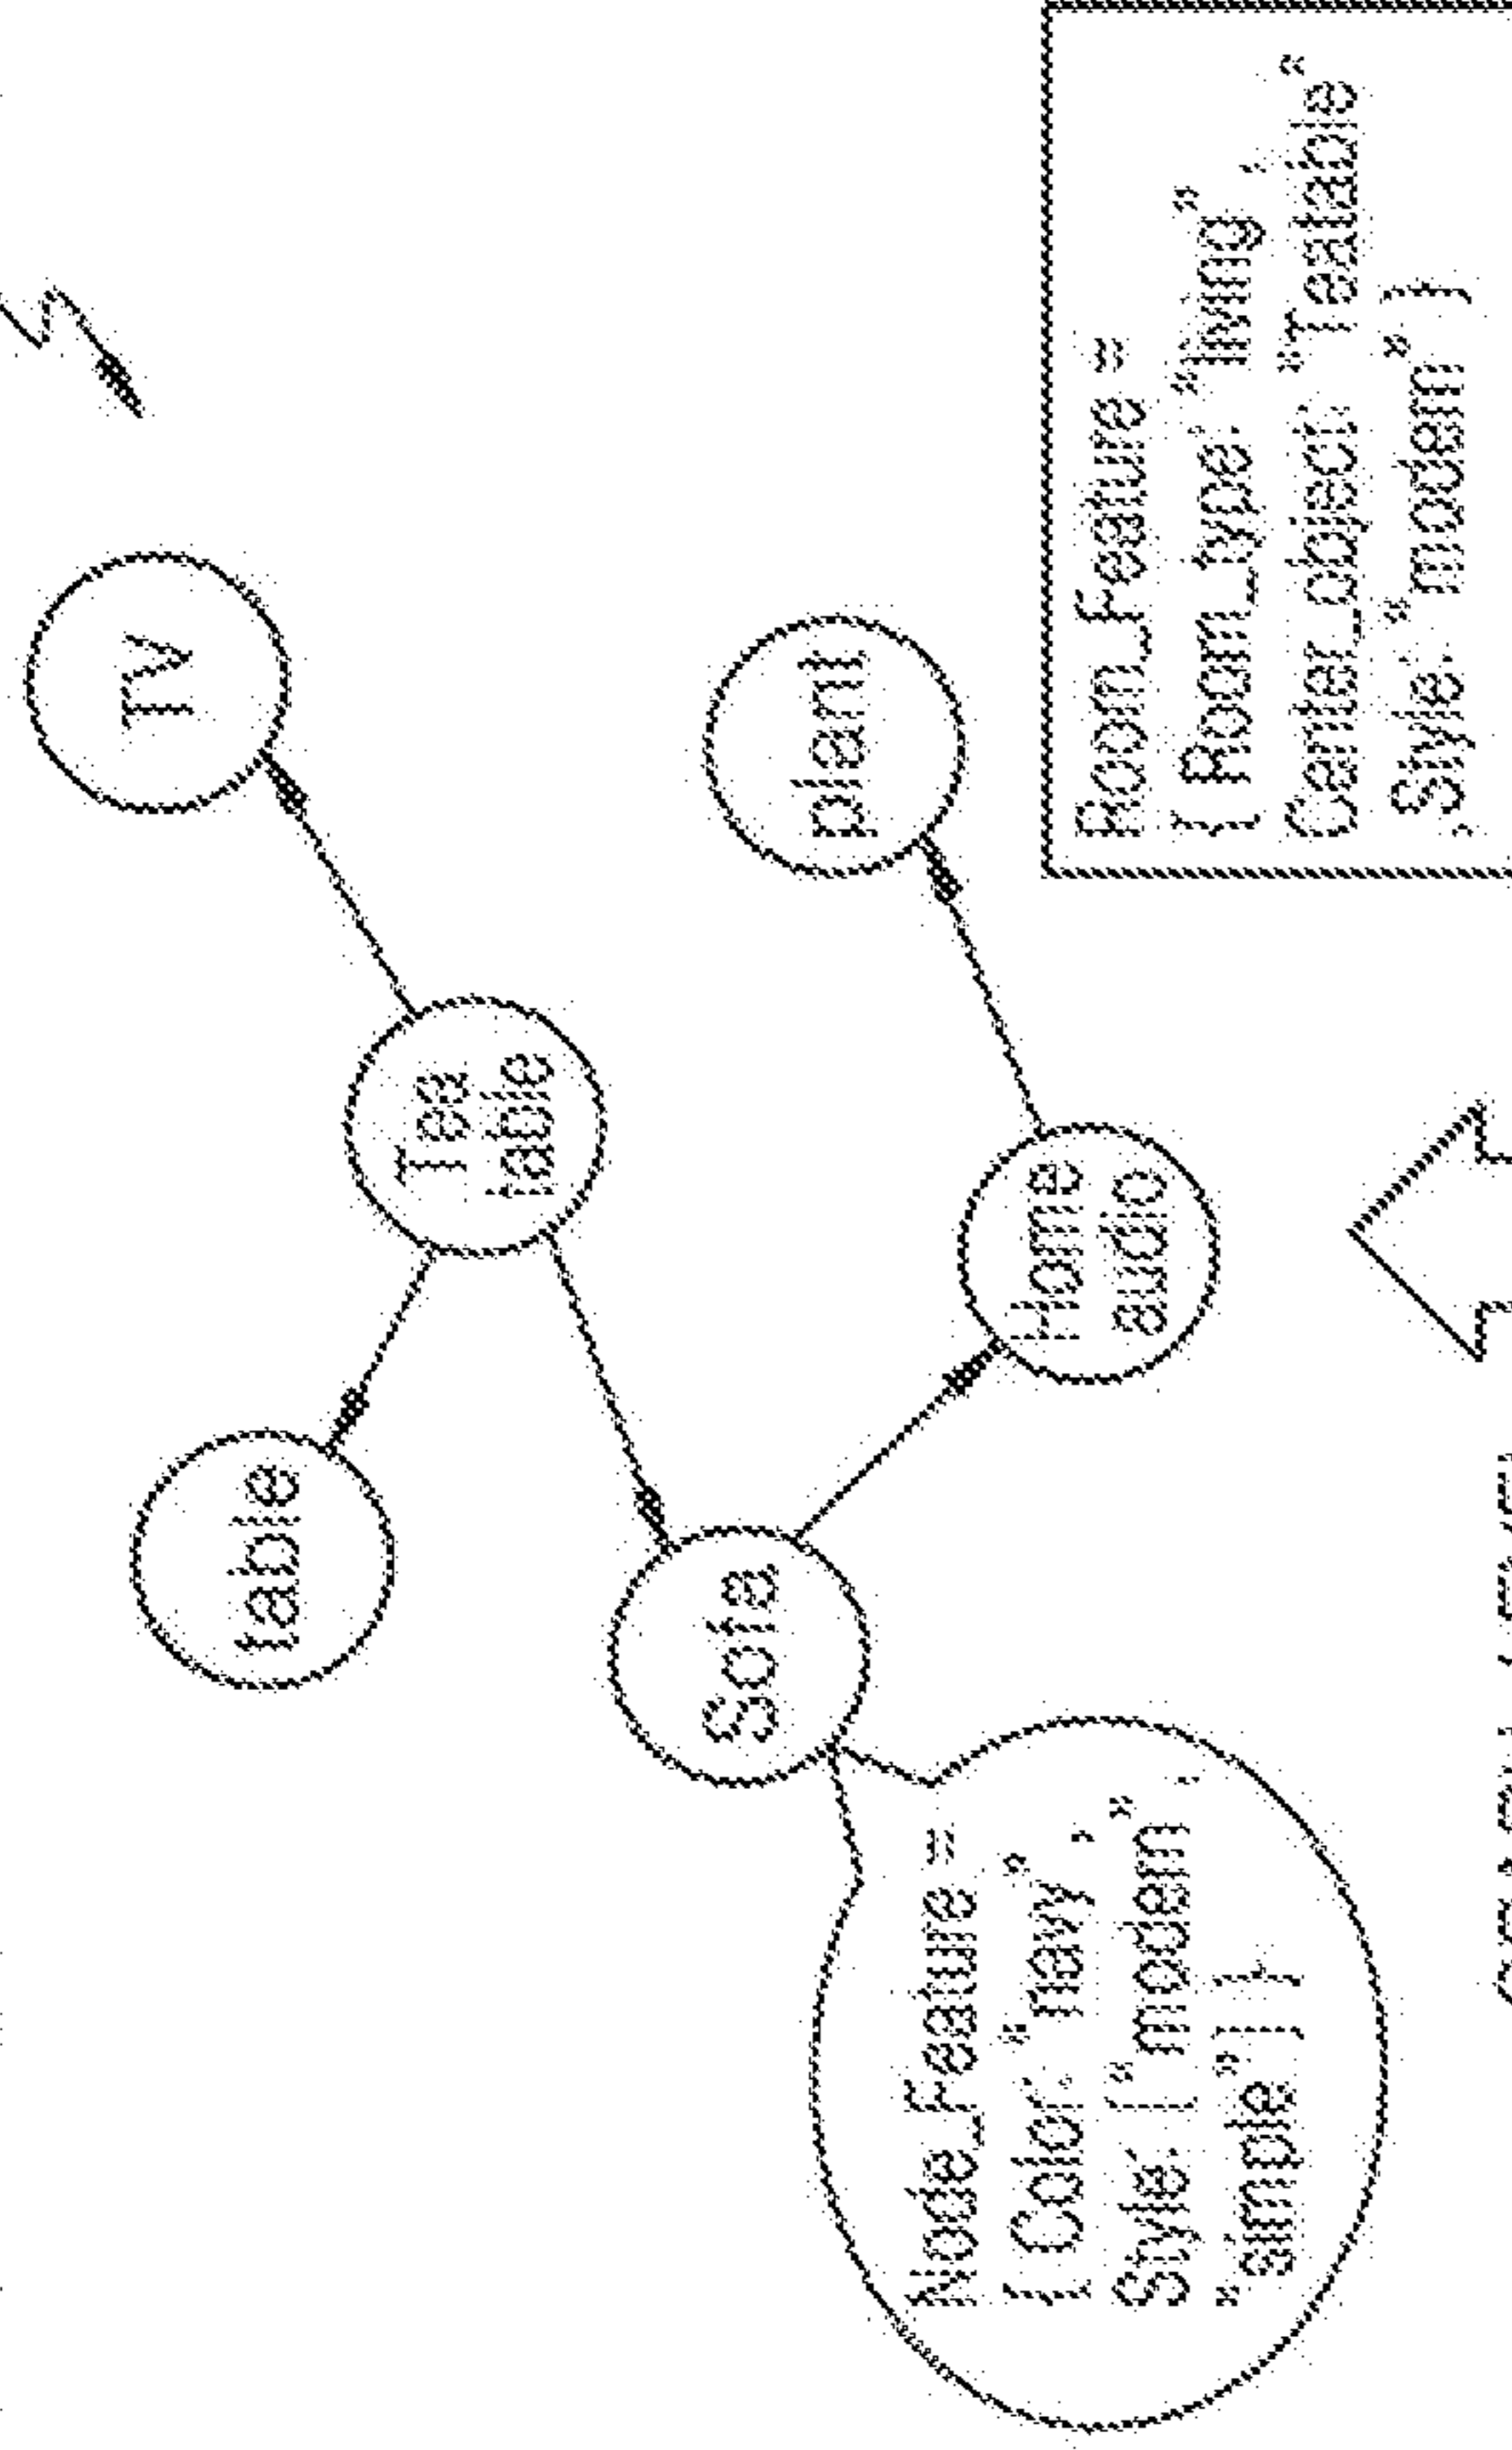 TV
table
Tea
table
Sofa
plant
Home
audio
Node_Feature =
{ Color: "navy" ,
Style: ["modern" ,
"simple"] }
Room_Feature =
{ Room_type: "living" ,
Center_object: "Teatable"
,Style: "modern" }